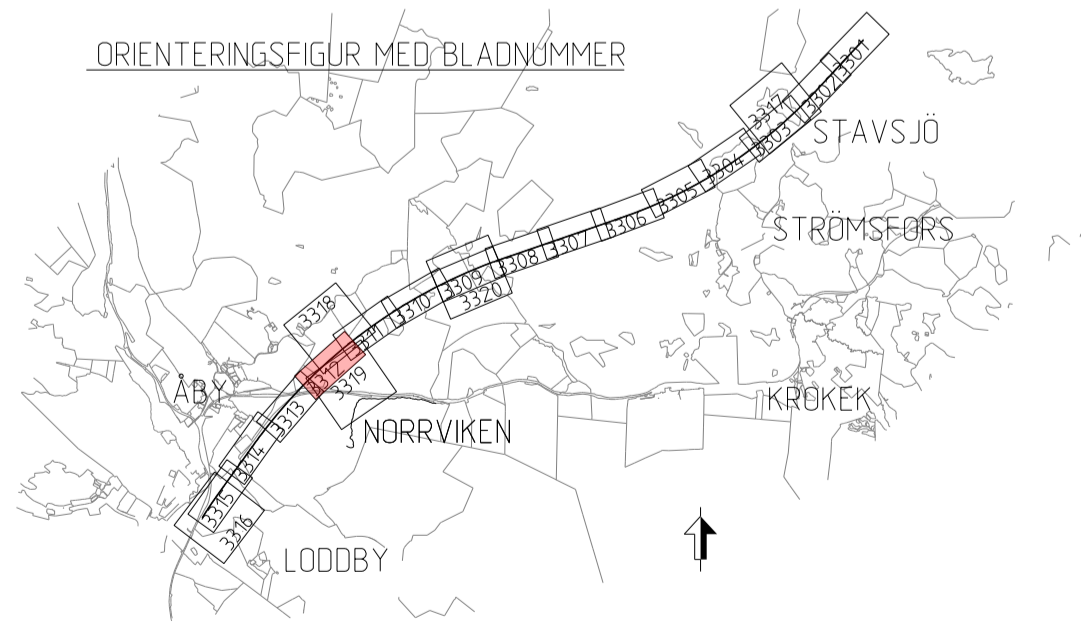 ORIENTERINGSFIGUR MED BLADNUMMER
3301
3302
3317
3303
STAVSJÖ
3304
3305
3306
STRÖMSFORS
3307
3308
3309
3320
3310
3318
3311
3312
3319
ÅBY
KROKEK
3313
NORRVIKEN
3314
3315
3316
LODDBY